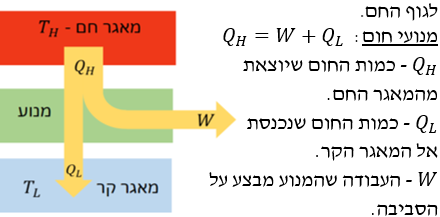 לגוף החם.
מנועי חום: Q_H = W + Q_L
Q_H - כמות החום שיוצאת
מהמאגר החם.
Q_L - כמות החום שנכנסת
אל המאגר הקר.
W - העבודה שהמנוע מבצע על
הסביבה.
מאגר חם - T_H
Q_H
מנוע
W
Q_L
מאגר קר
T_L